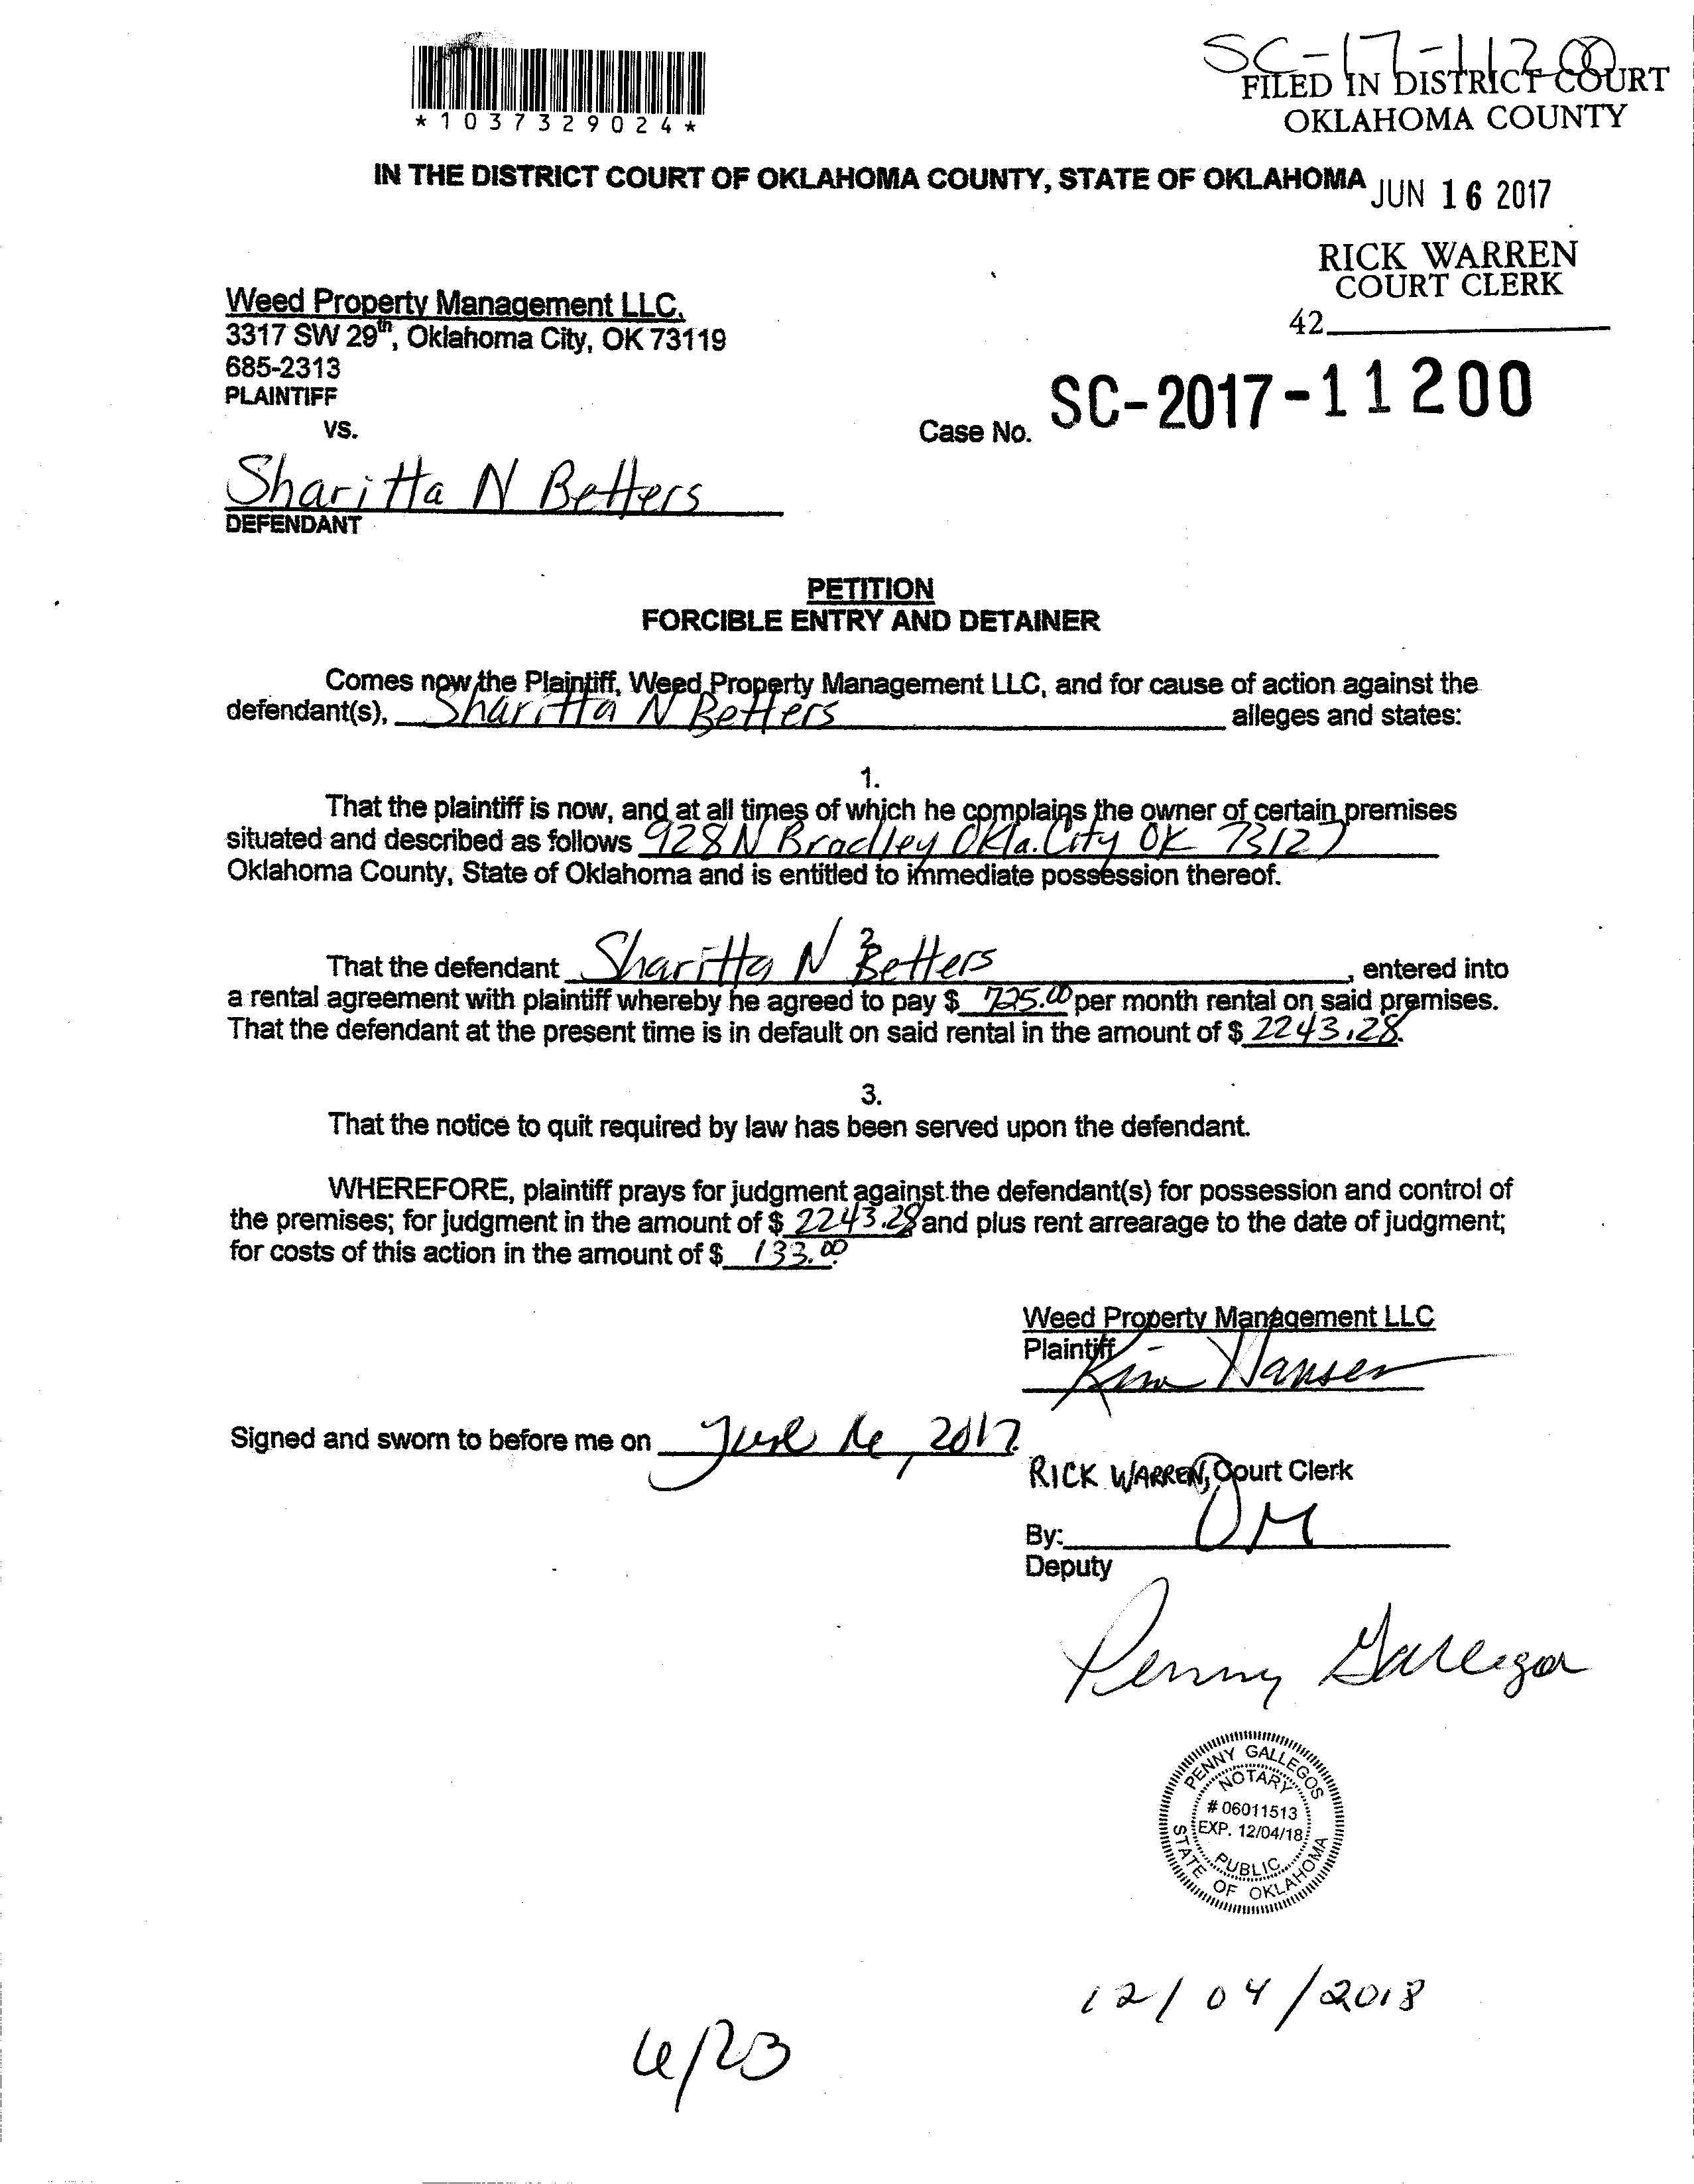 SC-17-11200
FILED IN DISTRICT COURT
OKLAHOMA COUNTY
*1037329024*
IN THE DISTRICT COURT OF OKLAHOMA COUNTY, STATE OF OKLAHOMA
JUN 16 2017
RICK WARREN
COURT CLERK
42
Weed Property Management LLC.
3317 SW 29th, Oklahoma City, OK 73119
685-2313
PLAINTIFF
vs.
Case No. SC-2017-11200
Sharitta N Betters
DEFENDANT
PETITION
FORCIBLE ENTRY AND DETAINER
Comes now the Plaintiff, Weed Property Management LLC, and for cause of action against the
defendant(s), Sharitta N Betters alleges and states:
1.
That the plaintiff is now, and at all times of which he complains the owner of certain premises
situated and described as follows 928 N Bradley Okla. City OK 73127
Oklahoma County, State of Oklahoma and is entitled to immediate possession thereof.
2
That the defendant Sharitta N Betters, entered into
a rental agreement with plaintiff whereby he agreed to pay $ 725.00 per month rental on said premises.
That the defendant at the present time is in default on said rental in the amount of $ 2243.28.
3.
That the notice to quit required by law has been served upon the defendant.
WHEREFORE, plaintiff prays for judgment against the defendant(s) for possession and control of
the premises; for judgment in the amount of $ 2243.28 and plus rent arrearage to the date of judgment;
for costs of this action in the amount of $ 133.00.
Weed Property Management LLC
Plaintiff
Kim Hansen
Signed and sworn to before me on June 16, 2017.
RICK WARREN, Court Clerk
By:
Deputy
Penny Gallegos
PENNY GALLEGOS
NOTARY
# 06011513
EXP. 12/04/18
PUBLIC
STATE OF OKLAHOMA
12/04/2018
6/23